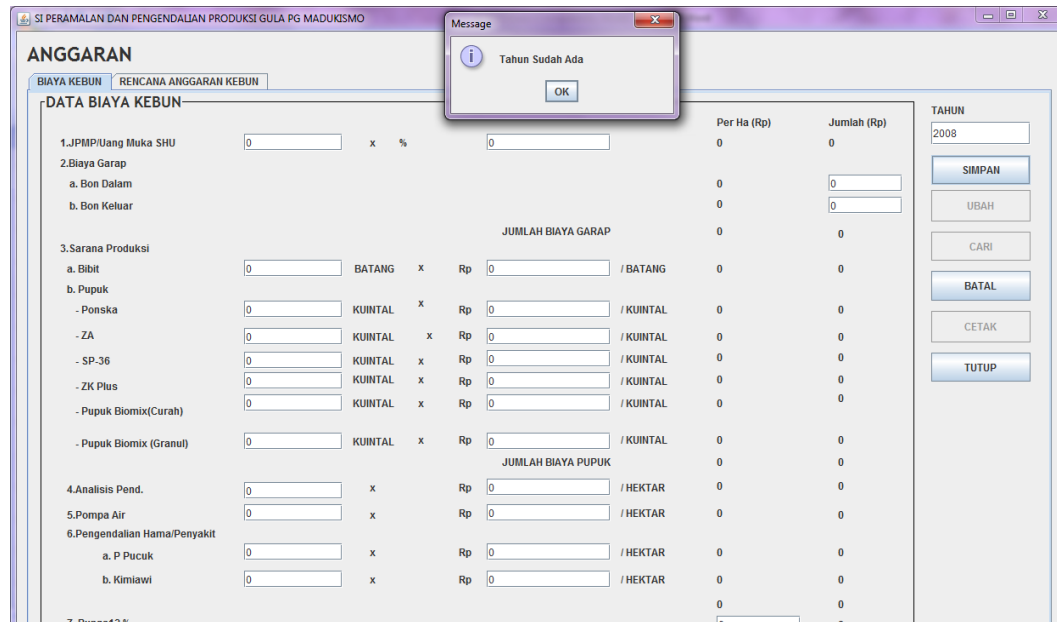 SI PERAMALAN DAN PENGENDALIAN PRODUKSI GULA PG MADUKISMO
Message
Tahun Sudah Ada
OK
ANGGARAN
BIAYA KEBUN RENCANA ANGGARAN KEBUN
DATA BIAYA KEBUN
Per Ha (Rp) Jumlah (Rp)
1.JPMP/Uang Muka SHU 0 x % 0 0 0
2.Biaya Garap
a. Bon Dalam 0 0
b. Bon Keluar 0 0
JUMLAH BIAYA GARAP 0 0
3.Sarana Produksi
a. Bibit 0 BATANG x Rp 0 / BATANG 0 0
b. Pupuk
- Ponska 0 KUINTAL x Rp 0 / KUINTAL 0 0
- ZA 0 KUINTAL x Rp 0 / KUINTAL 0 0
- SP-36 0 KUINTAL x Rp 0 / KUINTAL 0 0
- ZK Plus 0 KUINTAL x Rp 0 / KUINTAL 0 0
- Pupuk Biomix(Curah) 0 KUINTAL x Rp 0 / KUINTAL 0 0
- Pupuk Biomix (Granul) 0 KUINTAL x Rp 0 / KUINTAL 0 0
JUMLAH BIAYA PUPUK 0 0
4.Analisis Pend. 0 x Rp 0 / HEKTAR 0 0
5.Pompa Air 0 x Rp 0 / HEKTAR 0 0
6.Pengendalian Hama/Penyakit
a. P Pucuk 0 x Rp 0 / HEKTAR 0 0
b. Kimiawi 0 x Rp 0 / HEKTAR 0 0
0 0
TAHUN
2008
SIMPAN
UBAH
CARI
BATAL
CETAK
TUTUP